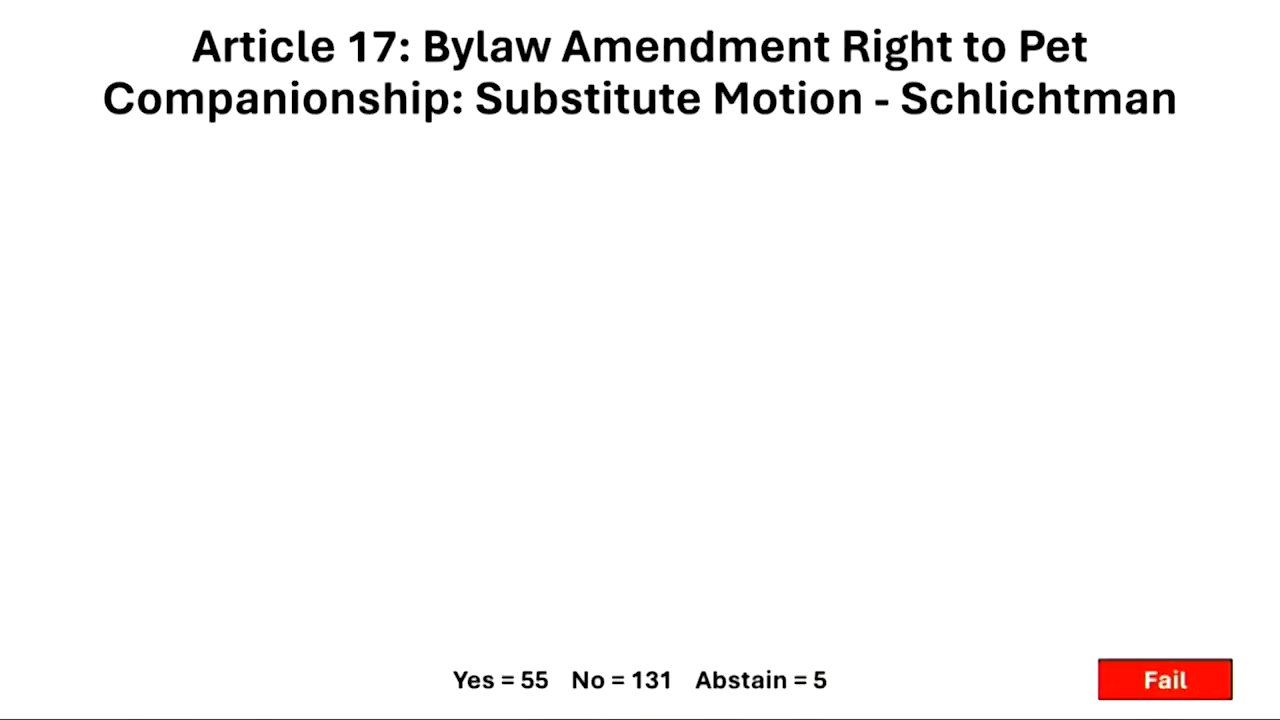 Article 17: Bylaw Amendment Right to Pet
Companionship: Substitute Motion - Schlichtman
Yes = 55 No = 131 Abstain = 5
Fail